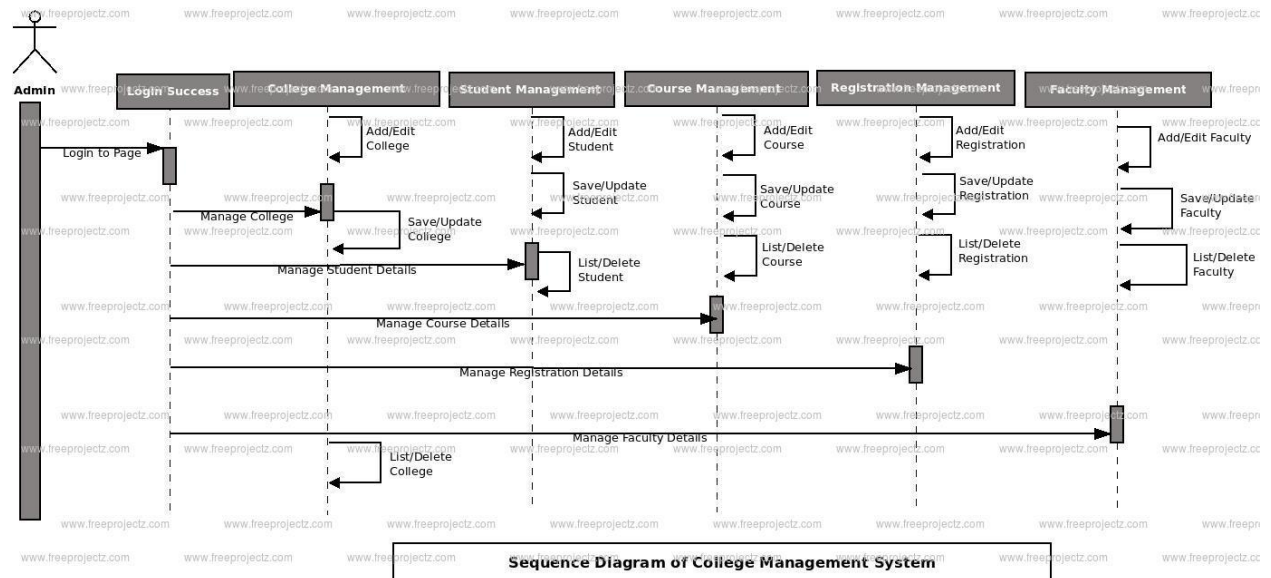 Admin
Login Success
College Management
Student Management
Course Management
Registration Management
Faculty Management
Add/Edit
College
Add/Edit
Student
Add/Edit
Course
Add/Edit
Registration
Add/Edit Faculty
Login to Page
Save/Update
Student
Save/Update
Course
Save/Update
Registration
Save/Update
Faculty
Manage College
Save/Update
College
List/Delete
Student
List/Delete
Course
List/Delete
Registration
List/Delete
Faculty
Manage Student Details
Manage Course Details
Manage Registration Details
Manage Faculty Details
List/Delete
College
Sequence Diagram of College Management System
www.freeprojectz.com